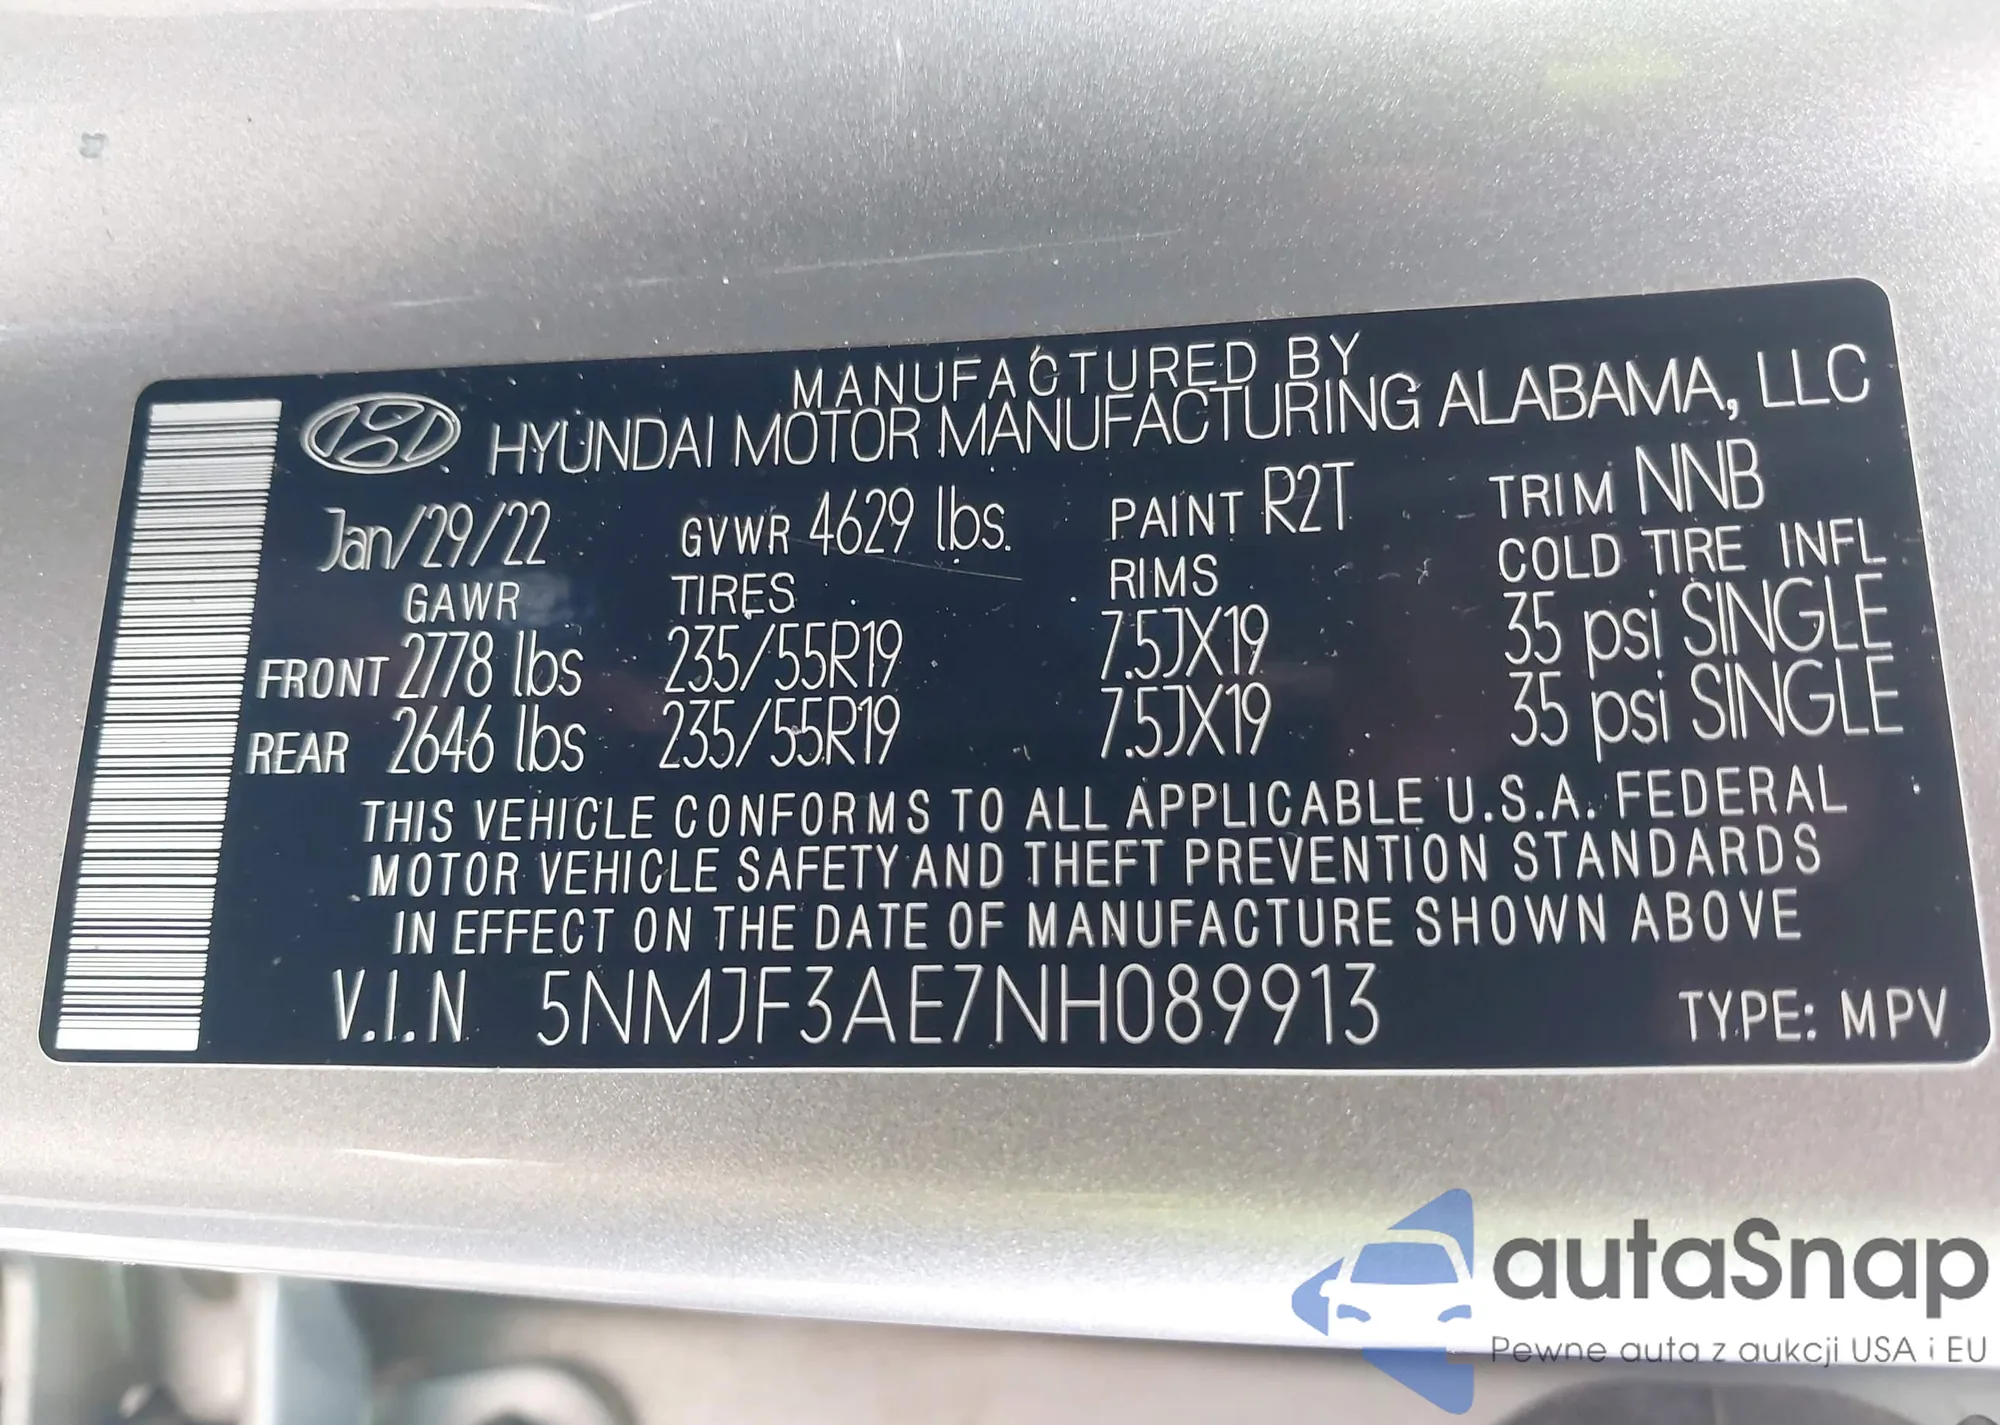 MANUFACTURED BY
HYUNDAI MOTOR MANUFACTURING ALABAMA, LLC
Jan/29/22 GVWR 4629 lbs. PAINT R2T TRIM NNB
GAWR TIRES RIMS COLD TIRE INFL
FRONT 2778 lbs 235/55R19 7.5JX19 35 psi SINGLE
REAR 2646 lbs 235/55R19 7.5JX19 35 psi SINGLE
THIS VEHICLE CONFORMS TO ALL APPLICABLE U.S.A. FEDERAL
MOTOR VEHICLE SAFETY AND THEFT PREVENTION STANDARDS
IN EFFECT ON THE DATE OF MANUFACTURE SHOWN ABOVE
V.I.N 5NMJF3AE7NH089913 TYPE: MPV
autaSnap
Pewne auta z aukcji USA i EU